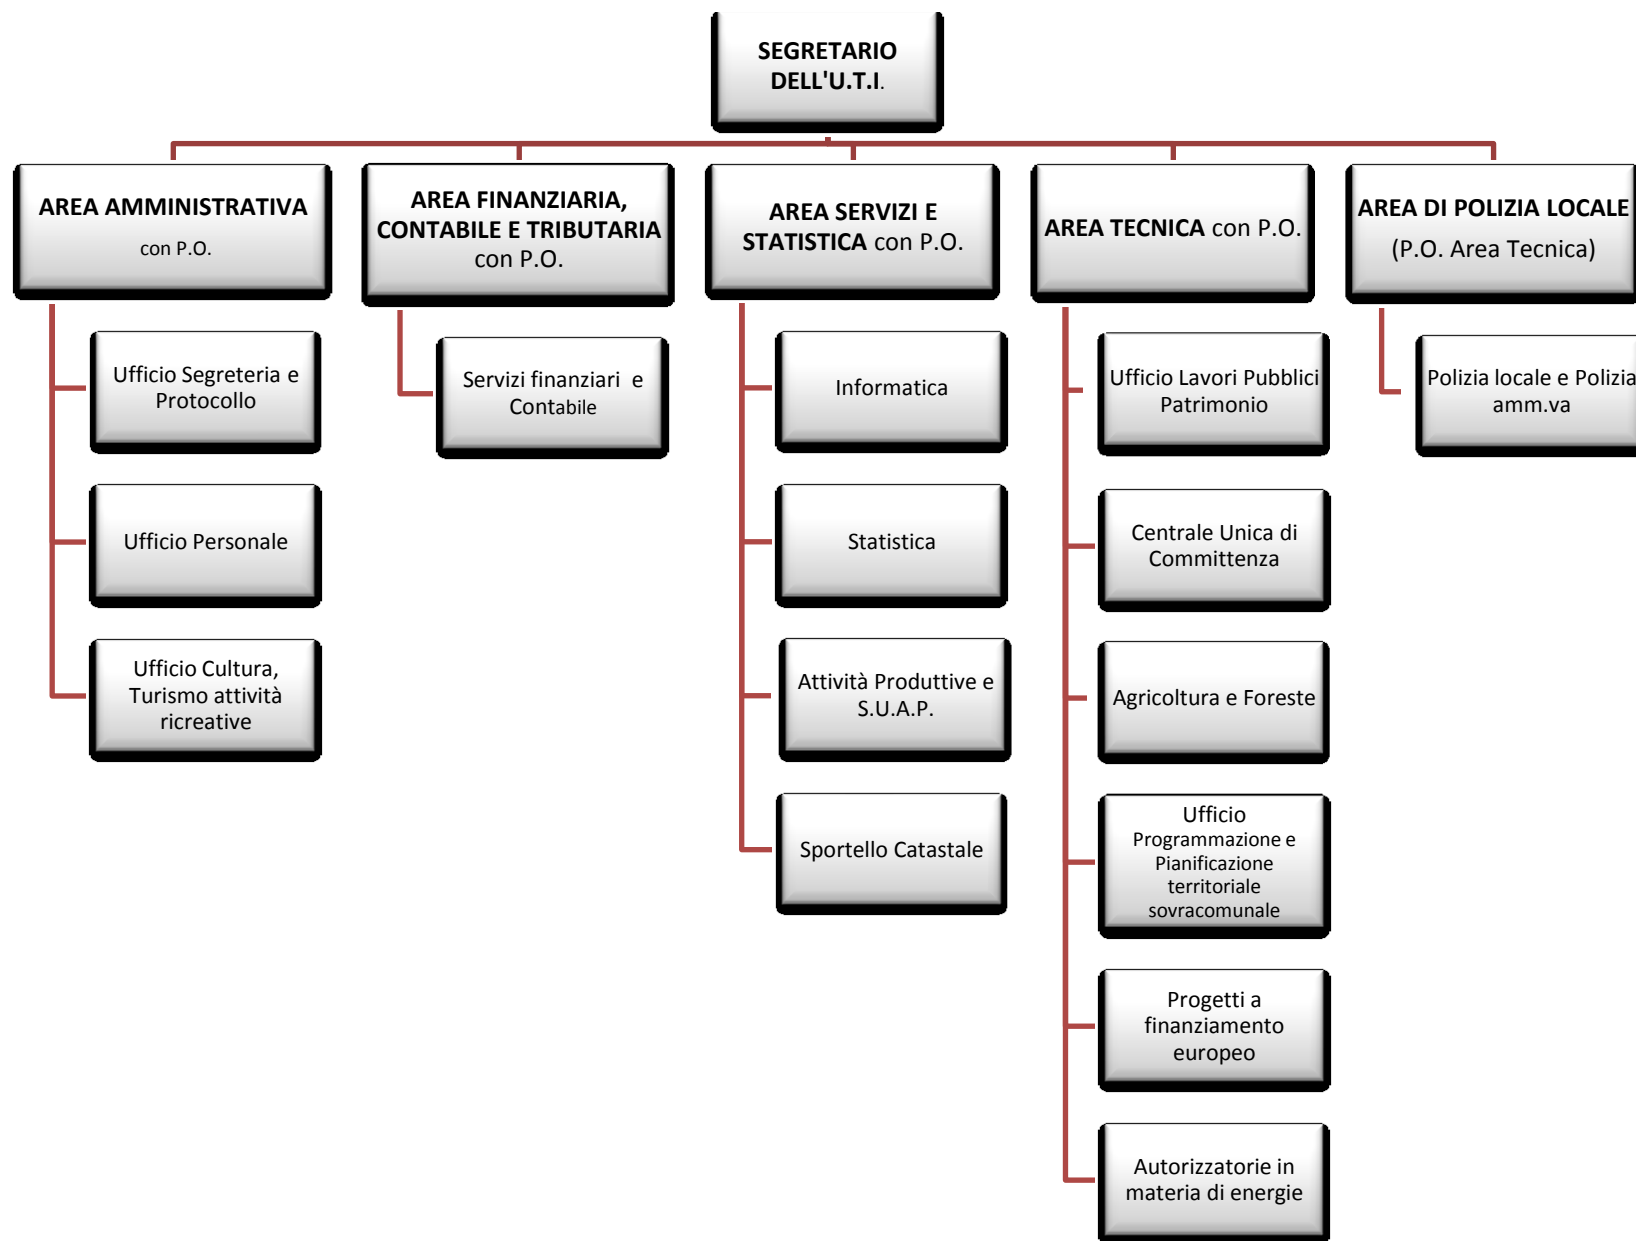 SEGRETARIO
DELL'U.T.I.
AREA AMMINISTRATIVA
con P.O.
AREA FINANZIARIA,
CONTABILE E TRIBUTARIA
con P.O.
AREA SERVIZI E
STATISTICA con P.O.
AREA TECNICA con P.O.
AREA DI POLIZIA LOCALE
(P.O. Area Tecnica)
Ufficio Segreteria e
Protocollo
Ufficio Personale
Ufficio Cultura,
Turismo attività
ricreative
Servizi finanziari e
Contabile
Informatica
Statistica
Attività Produttive e
S.U.A.P.
Sportello Catastale
Ufficio Lavori Pubblici
Patrimonio
Centrale Unica di
Committenza
Agricoltura e Foreste
Ufficio
Programmazione e
Pianificazione
territoriale
sovracomunale
Progetti a
finanziamento
europeo
Autorizzatorie in
materia di energie
Polizia locale e Polizia
amm.va